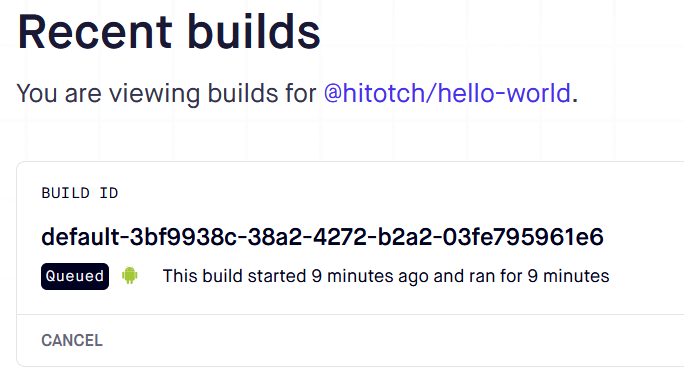 Recent builds
You are viewing builds for @hitotch/hello-world.
BUILD ID
default-3bf9938c-38a2-4272-b2a2-03fe795961e6
Queued This build started 9 minutes ago and ran for 9 minutes
CANCEL